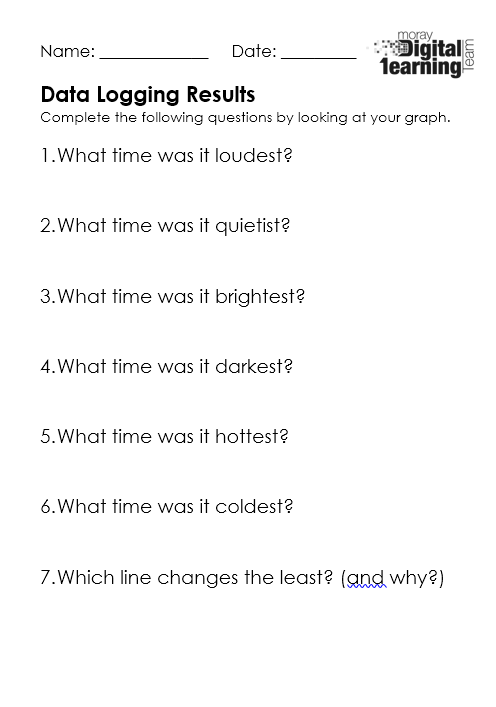 Name: ____________ Date: ________
moray
Digital
learning
Team
Data Logging Results
Complete the following questions by looking at your graph.
1.What time was it loudest?
2.What time was it quietist?
3.What time was it brightest?
4.What time was it darkest?
5.What time was it hottest?
6.What time was it coldest?
7.Which line changes the least? (and why?)